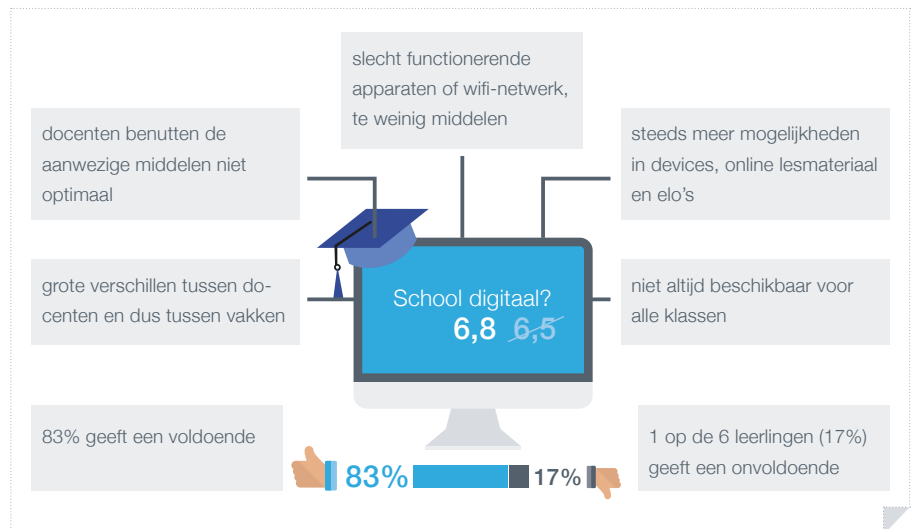 slecht functionerende
apparaten of wifi-netwerk,
te weinig middelen
docenten benutten de
aanwezige middelen niet
optimaal
steeds meer mogelijkheden
in devices, online lesmateriaal
en elo’s
grote verschillen tussen do-
centen en dus tussen vakken
School digitaal?
6,8 6,5
niet altijd beschikbaar voor
alle klassen
83% geeft een voldoende
83% 17%
1 op de 6 leerlingen (17%)
geeft een onvoldoende